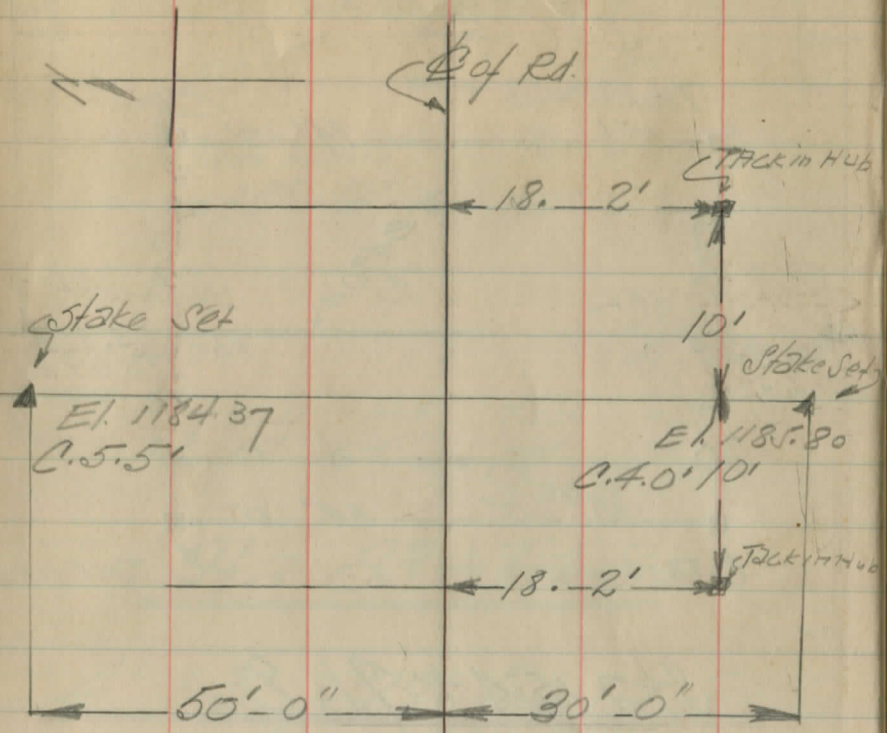 ℄ of Rd.
Tack in Hub
18. 2'
10'
Stake Set
Stake Set
El. 1184.37
C.5.5'
El. 1185.80
C.4.0'
10'
Tack in Hub
18. 2'
50'-0"
30'-0"